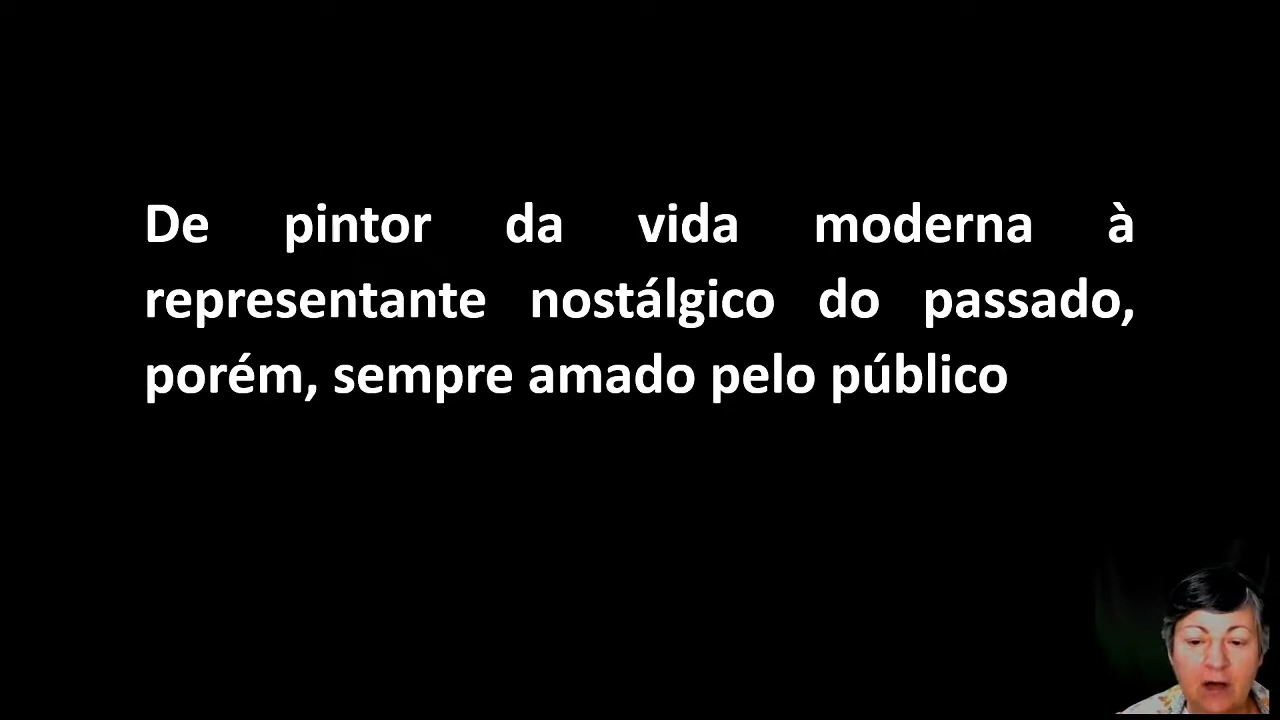 De pintor da vida moderna à
representante nostálgico do passado,
porém, sempre amado pelo público